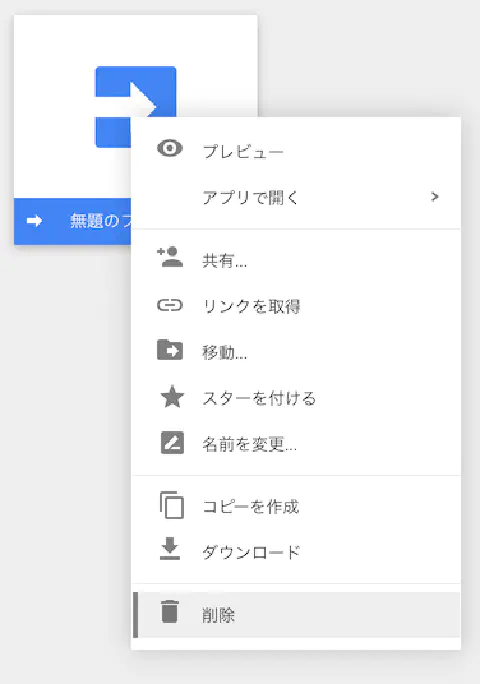 無題のフ
プレビュー
アプリで開く
共有...
リンクを取得
移動...
スターを付ける
名前を変更...
コピーを作成
ダウンロード
削除